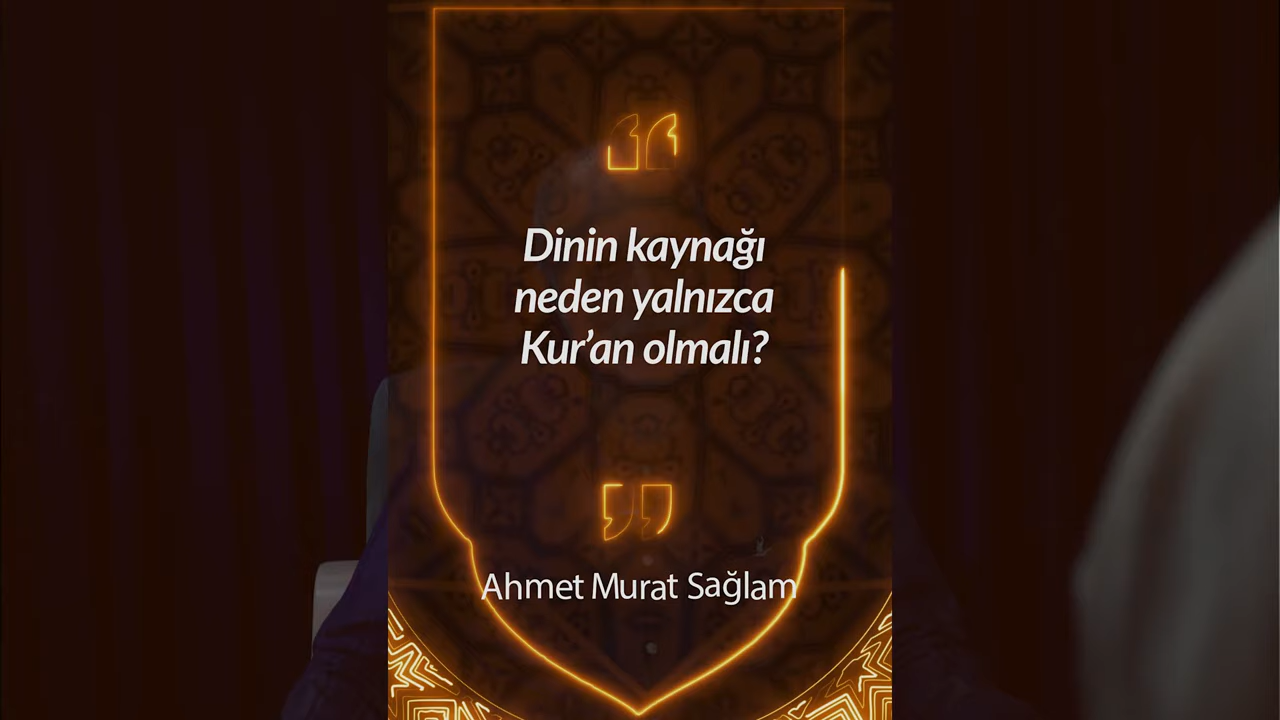 Dinin kaynağı
neden yalnızca
Kur’an olmalı?
Ahmet Murat Sağlam